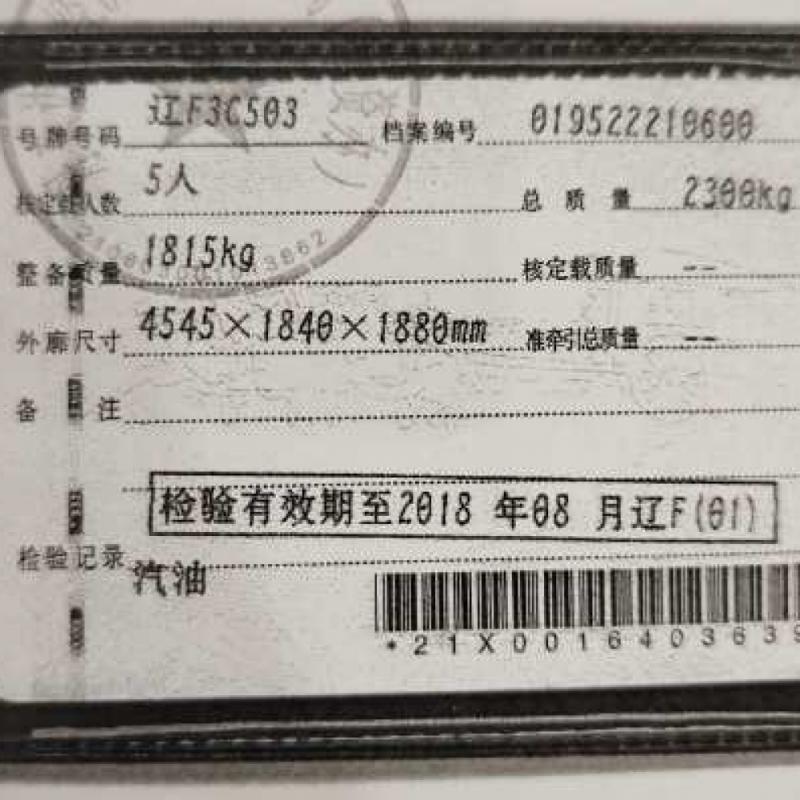 号牌号码 辽F3C503 档案编号 019522210600
核定载人数 5人 总质量 2300kg
整备质量 1815kg 核定载质量 --
外廓尺寸 4545×1840×1880mm 准牵引总质量 --
备注
检验有效期至2018年08月辽F(01)
检验记录
汽油
*21X0016403639